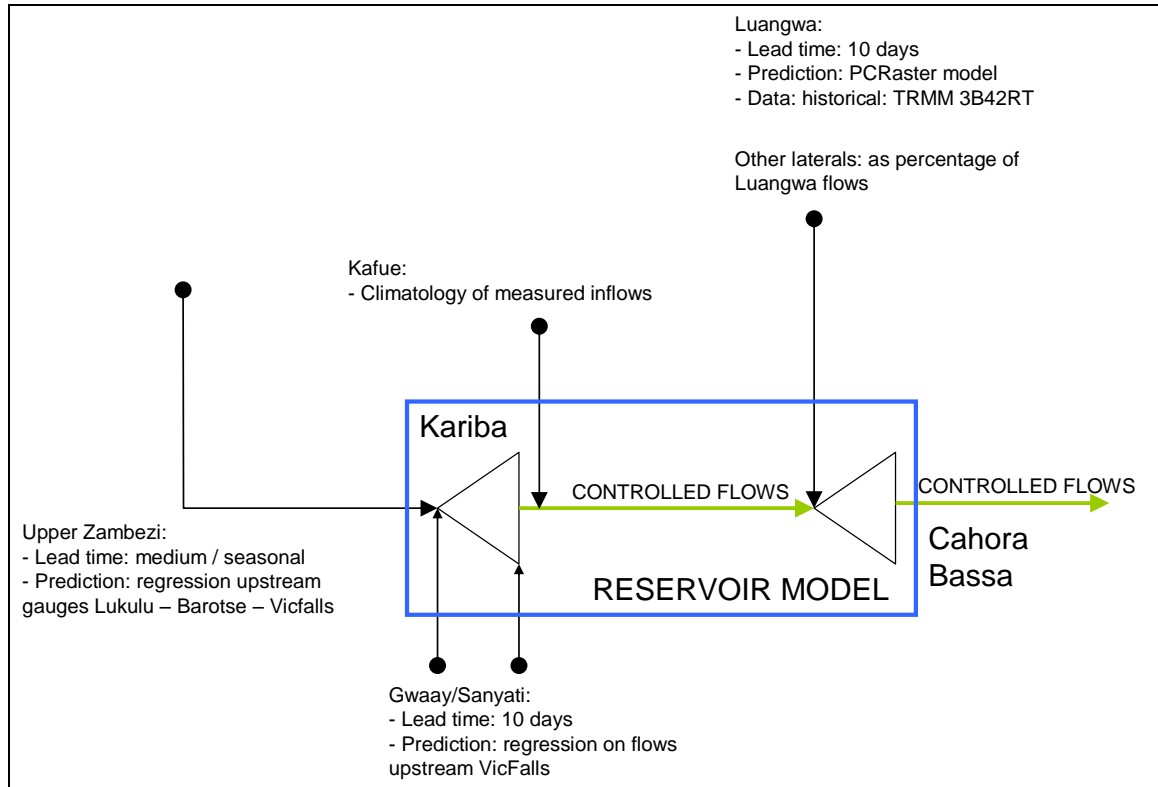 Luangwa:
- Lead time: 10 days
- Prediction: PCRaster model
- Data: historical: TRMM 3B42RT
Other laterals: as percentage of
Luangwa flows
Kafue:
- Climatology of measured inflows
Kariba
CONTROLLED FLOWS
CONTROLLED FLOWS
Cahora
Bassa
RESERVOIR MODEL
Upper Zambezi:
- Lead time: medium / seasonal
- Prediction: regression upstream
gauges Lukulu – Barotse – Vicfalls
Gwaay/Sanyati:
- Lead time: 10 days
- Prediction: regression on flows
upstream VicFalls